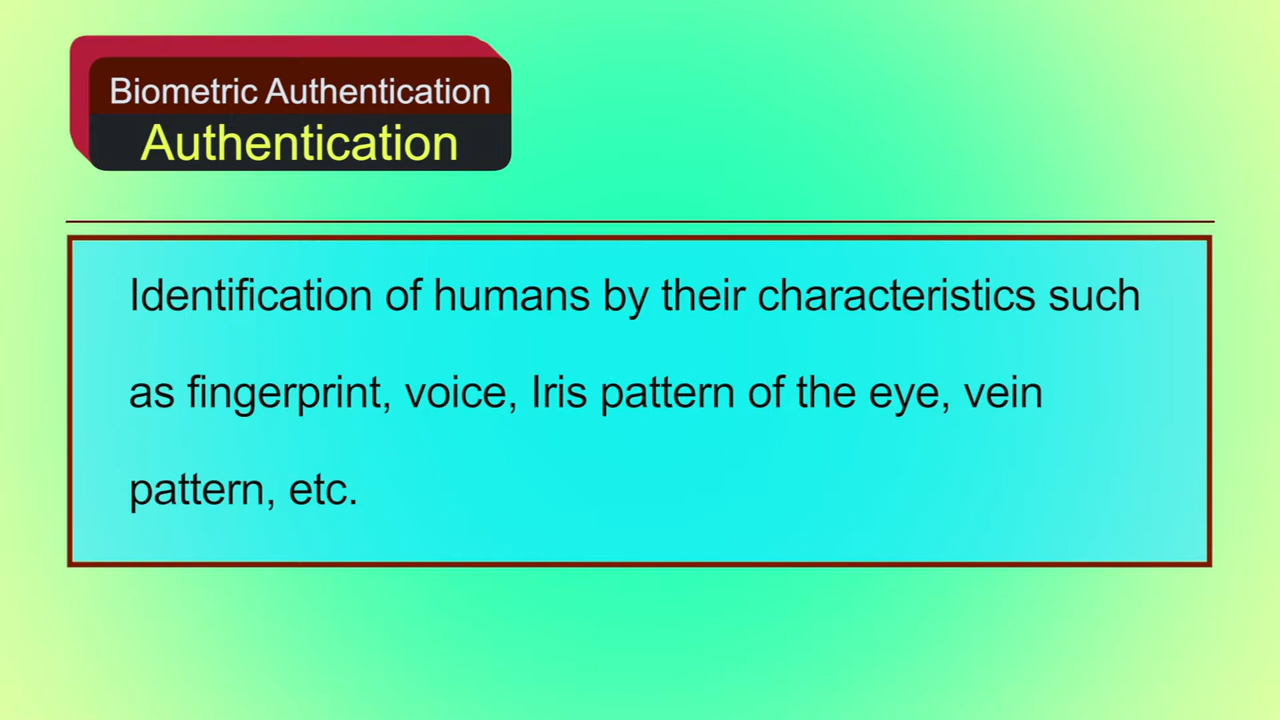 Biometric Authentication
Authentication
Identification of humans by their characteristics such
as fingerprint, voice, Iris pattern of the eye, vein
pattern, etc.